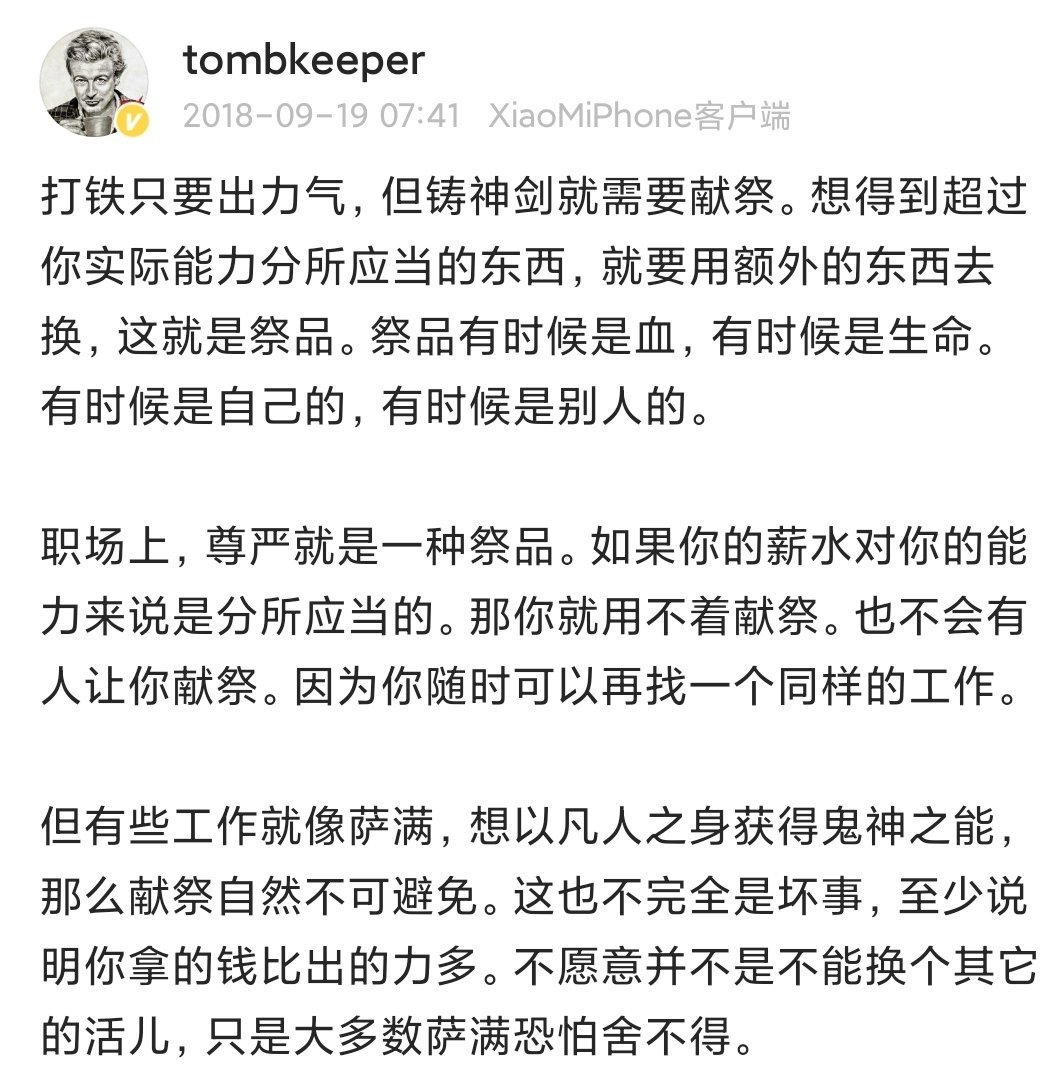 tombkeeper
2018-09-19 07:41 XiaoMiPhone客户端
打铁只要出力气，但铸神剑就需要献祭。想得到超过
你实际能力分所应当的东西，就要用额外的东西去
换，这就是祭品。祭品有时候是血，有时候是生命。
有时候是自己的，有时候是别人的。
职场上，尊严就是一种祭品。如果你的薪水对你的能
力来说是分所应当的。那你就用不着献祭。也不会有
人让你献祭。因为你随时可以再找一个同样的工作。
但有些工作就像萨满，想以凡人之身获得鬼神之能，
那么献祭自然不可避免。这也不完全是坏事，至少说
明你拿的钱比出的力多。不愿意并不是不能换个其它
的活儿，只是大多数萨满恐怕舍不得。